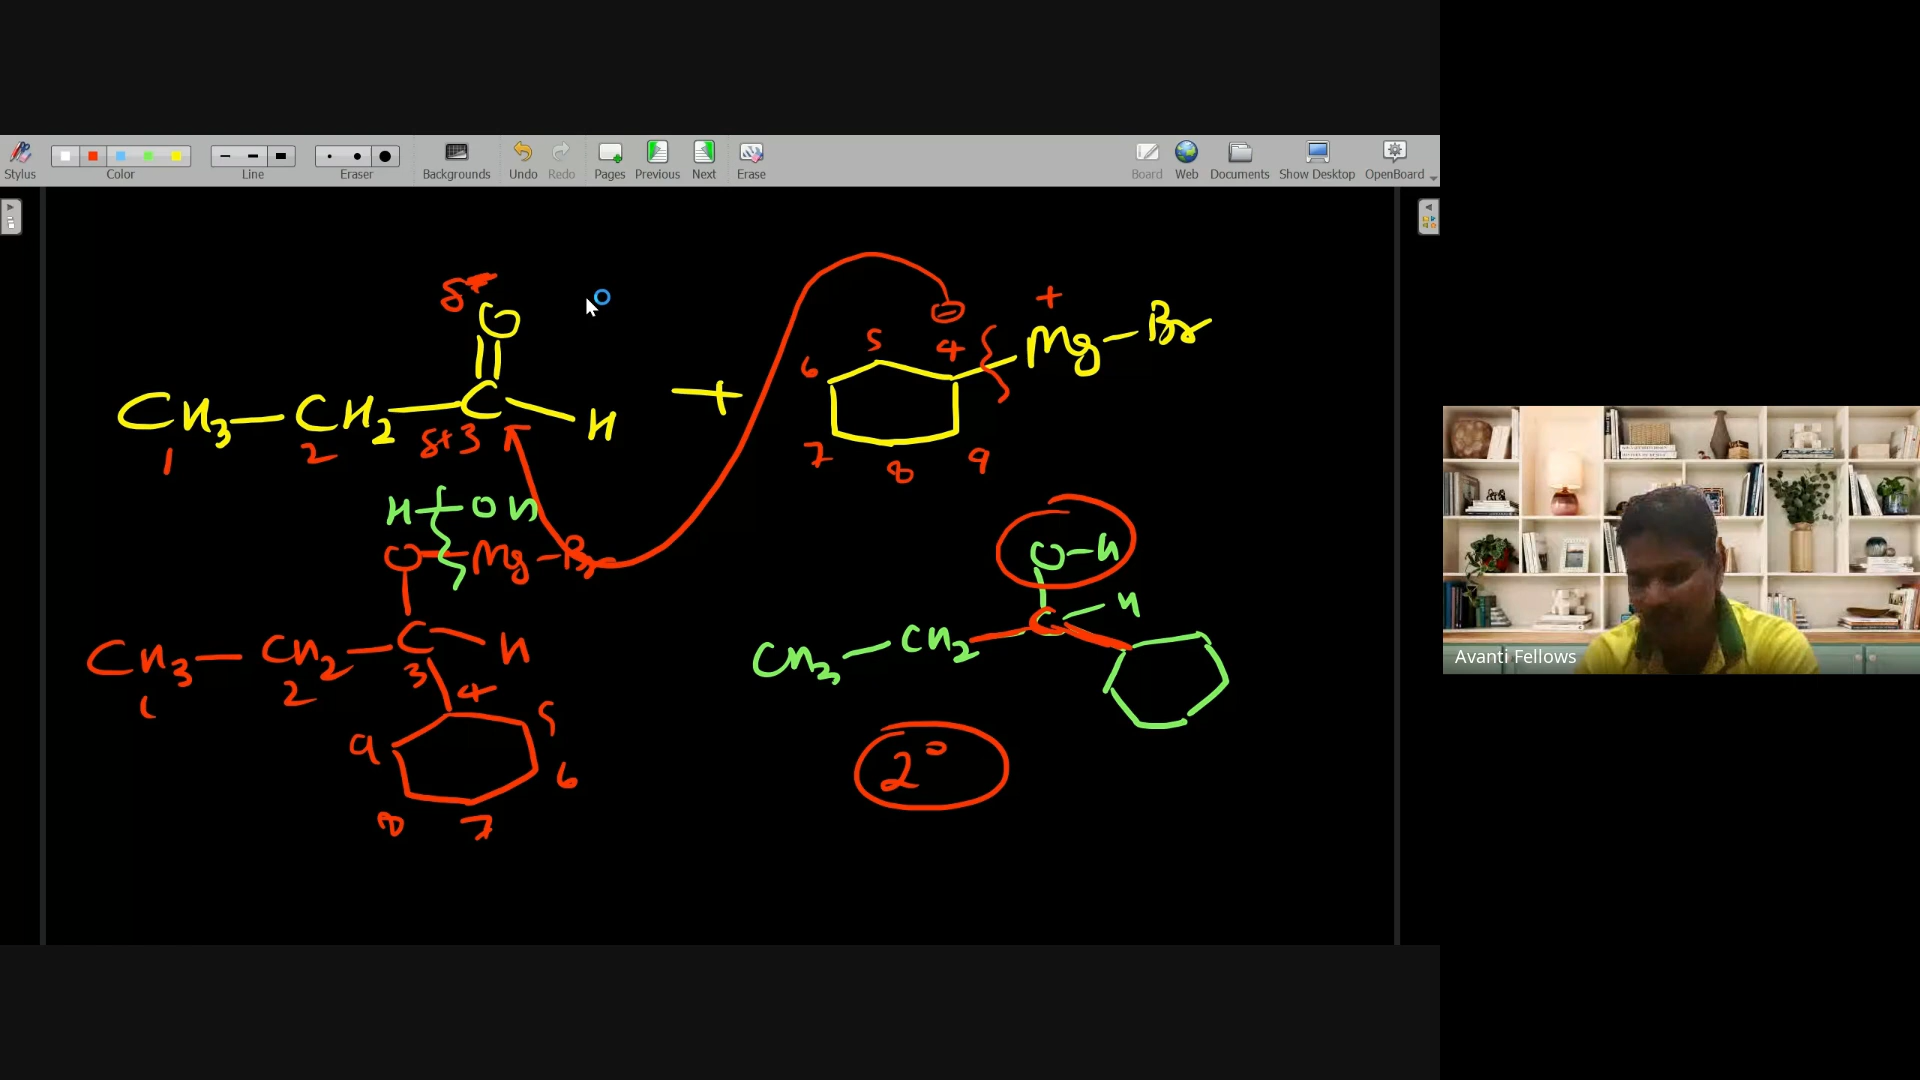 Stylus Color Line Eraser Backgrounds Undo Redo Pages Previous Next Erase Board Web Documents Show Desktop OpenBoard
δ-
O
CH3—CH2—C—H
1 2 δ+ 3
+
⊖ +
Mg—Br
6 5 4
7 8 9
H—OH
O—Mg—Br
CH3—CH2—C—H
1 2 3
4 5
9 6
8 7
O—H
CH3—CH2—C—H
2°
Avanti Fellows